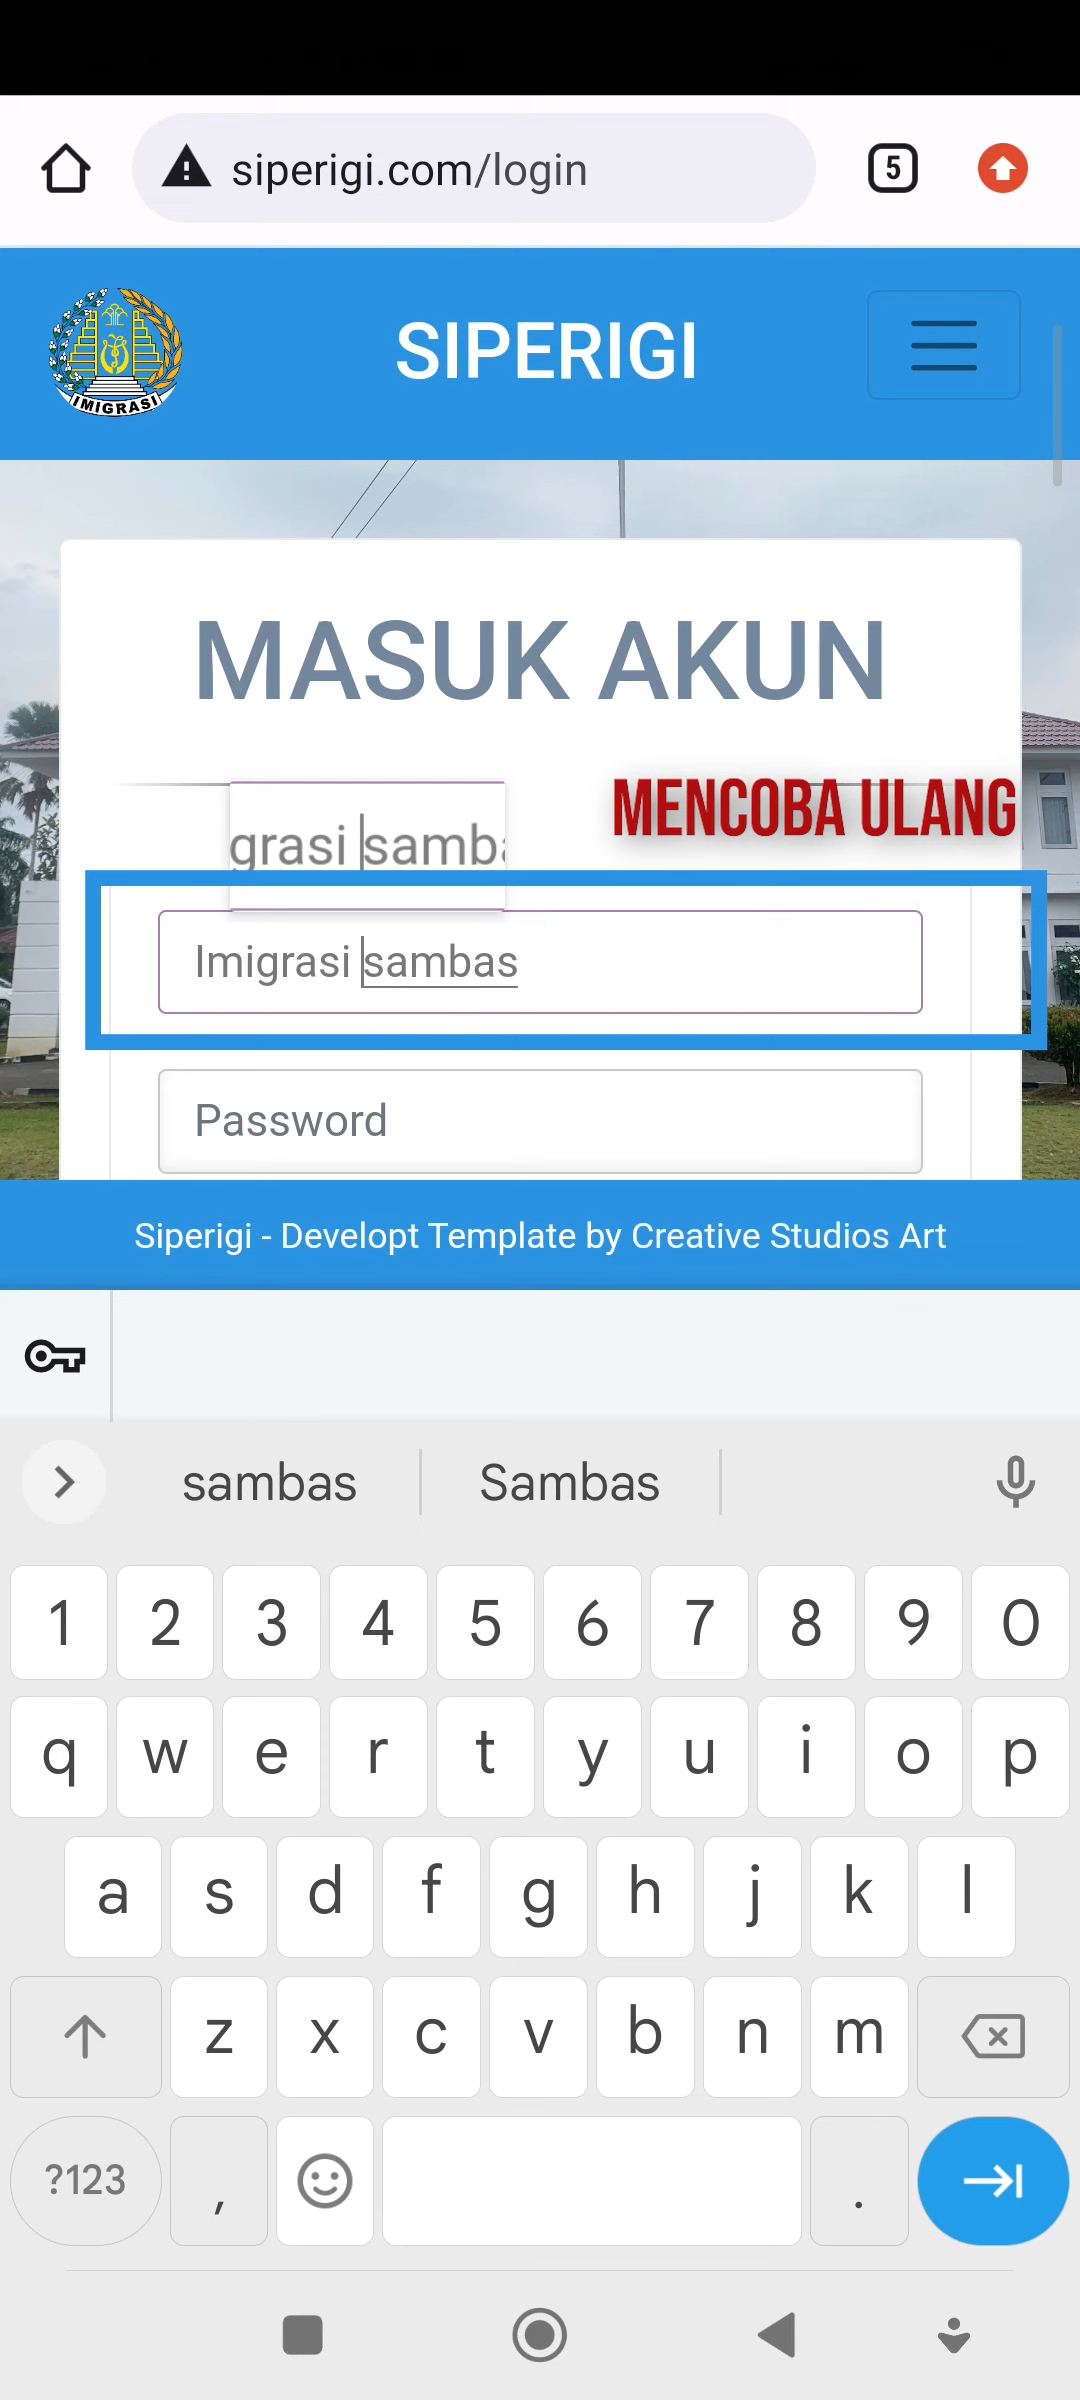 siperigi.com/login
5
IMIGRASI
SIPERIGI
MASUK AKUN
MENCOBA ULANG
grasi samba
Imigrasi sambas
Password
Siperigi - Developt Template by Creative Studios Art
sambas Sambas
1 2 3 4 5 6 7 8 9 0
q w e r t y u i o p
a s d f g h j k l
z x c v b n m
?123 , .